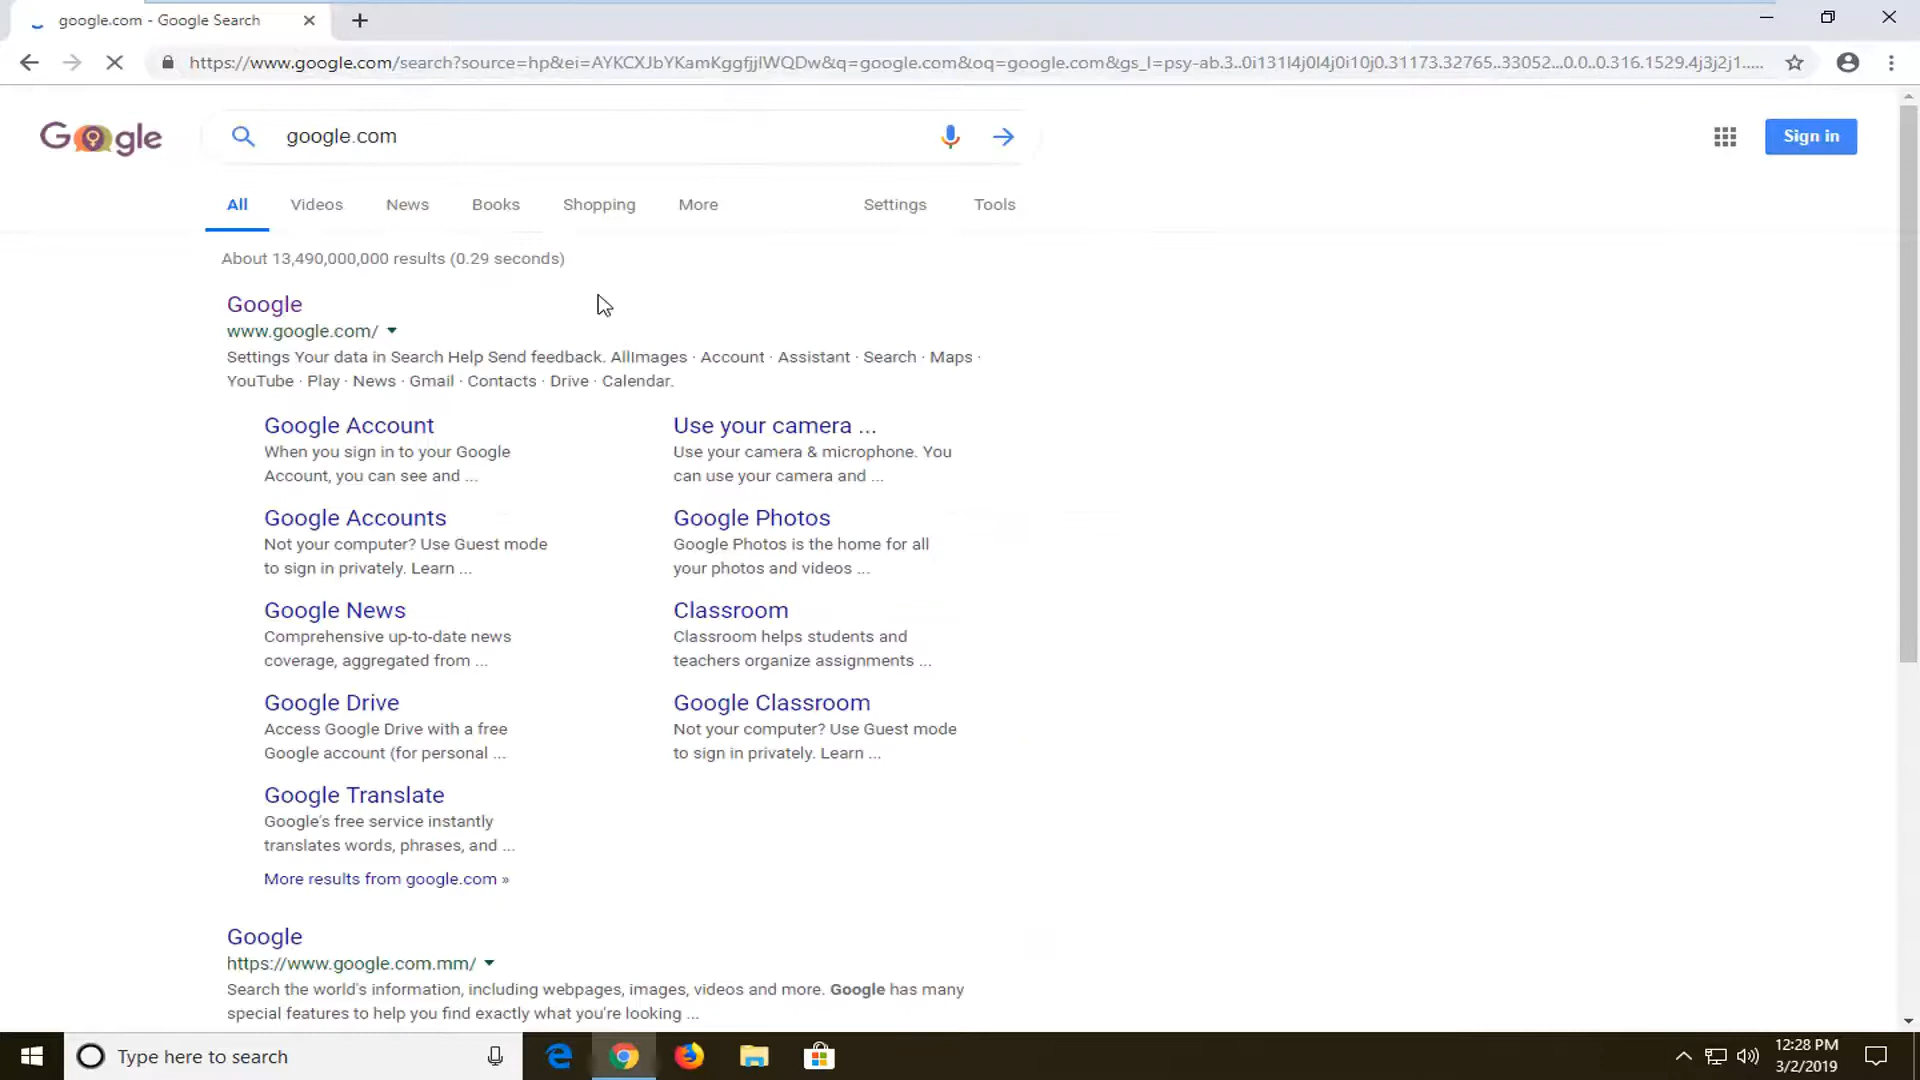 google.com - Google Search
https://www.google.com/search?source=hp&ei=AYKCXJbYKamKggfjjlWQDw&q=google.com&oq=google.com&gs_l=psy-ab.3..0i131l4j0l4j0i10j0.31173.32765..33052...0.0..0.316.1529.4j3j2j1.....
Google
google.com
Sign in
All Videos News Books Shopping More Settings Tools
About 13,490,000,000 results (0.29 seconds)
Google
www.google.com/
Settings Your data in Search Help Send feedback. AllImages · Account · Assistant · Search · Maps ·
YouTube · Play · News · Gmail · Contacts · Drive · Calendar.
Google Account
When you sign in to your Google
Account, you can see and ...
Use your camera ...
Use your camera & microphone. You
can use your camera and ...
Google Accounts
Not your computer? Use Guest mode
to sign in privately. Learn ...
Google Photos
Google Photos is the home for all
your photos and videos ...
Google News
Comprehensive up-to-date news
coverage, aggregated from ...
Classroom
Classroom helps students and
teachers organize assignments ...
Google Drive
Access Google Drive with a free
Google account (for personal ...
Google Classroom
Not your computer? Use Guest mode
to sign in privately. Learn ...
Google Translate
Google's free service instantly
translates words, phrases, and ...
More results from google.com »
Google
https://www.google.com.mm/
Search the world's information, including webpages, images, videos and more. Google has many
special features to help you find exactly what you're looking ...
Type here to search
12:28 PM
3/2/2019